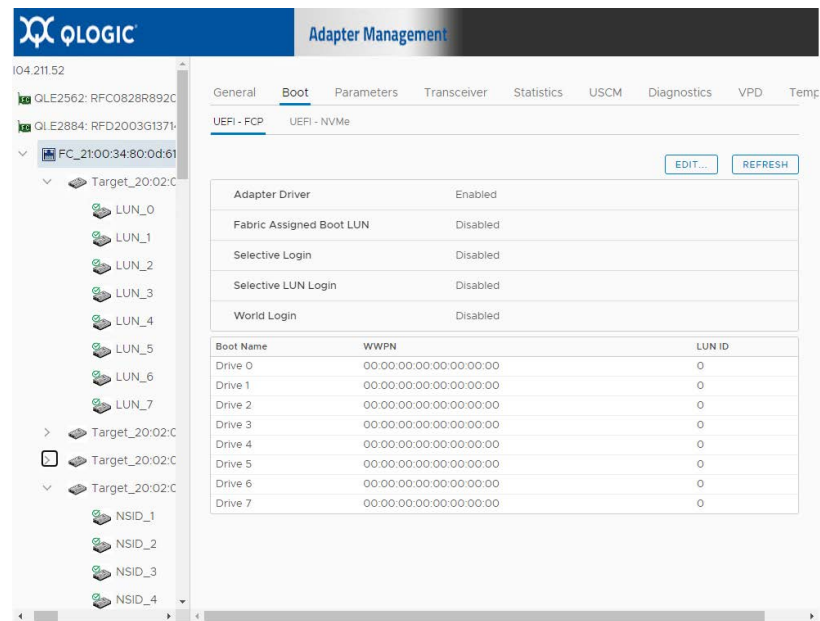 QLOGIC
Adapter Management
104.211.52
QLE2562: RFC0828R892C
QLE2884: RFD2003G1371
FC_21:00:34:80:0d:61
Target_20:02:0
LUN_0
LUN_1
LUN_2
LUN_3
LUN_4
LUN_5
LUN_6
LUN_7
Target_20:02:0
Target_20:02:0
Target_20:02:0
NSID_1
NSID_2
NSID_3
NSID_4
General Boot Parameters Transceiver Statistics USCM Diagnostics VPD Temp
UEFI - FCP UEFI - NVMe
EDIT... REFRESH
Adapter Driver Enabled
Fabric Assigned Boot LUN Disabled
Selective Login Disabled
Selective LUN Login Disabled
World Login Disabled
Boot Name WWPN LUN ID
Drive 0 00:00:00:00:00:00:00:00 0
Drive 1 00:00:00:00:00:00:00:00 0
Drive 2 00:00:00:00:00:00:00:00 0
Drive 3 00:00:00:00:00:00:00:00 0
Drive 4 00:00:00:00:00:00:00:00 0
Drive 5 00:00:00:00:00:00:00:00 0
Drive 6 00:00:00:00:00:00:00:00 0
Drive 7 00:00:00:00:00:00:00:00 0